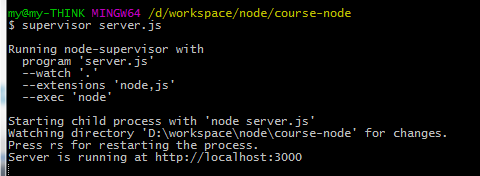 my@my-THINK MINGW64 /d/workspace/node/course-node
$ supervisor server.js
Running node-supervisor with
program 'server.js'
--watch '.'
--extensions 'node,js'
--exec 'node'
Starting child process with 'node server.js'
Watching directory 'D:\workspace\node\course-node' for changes.
Press rs for restarting the process.
Server is running at http://localhost:3000